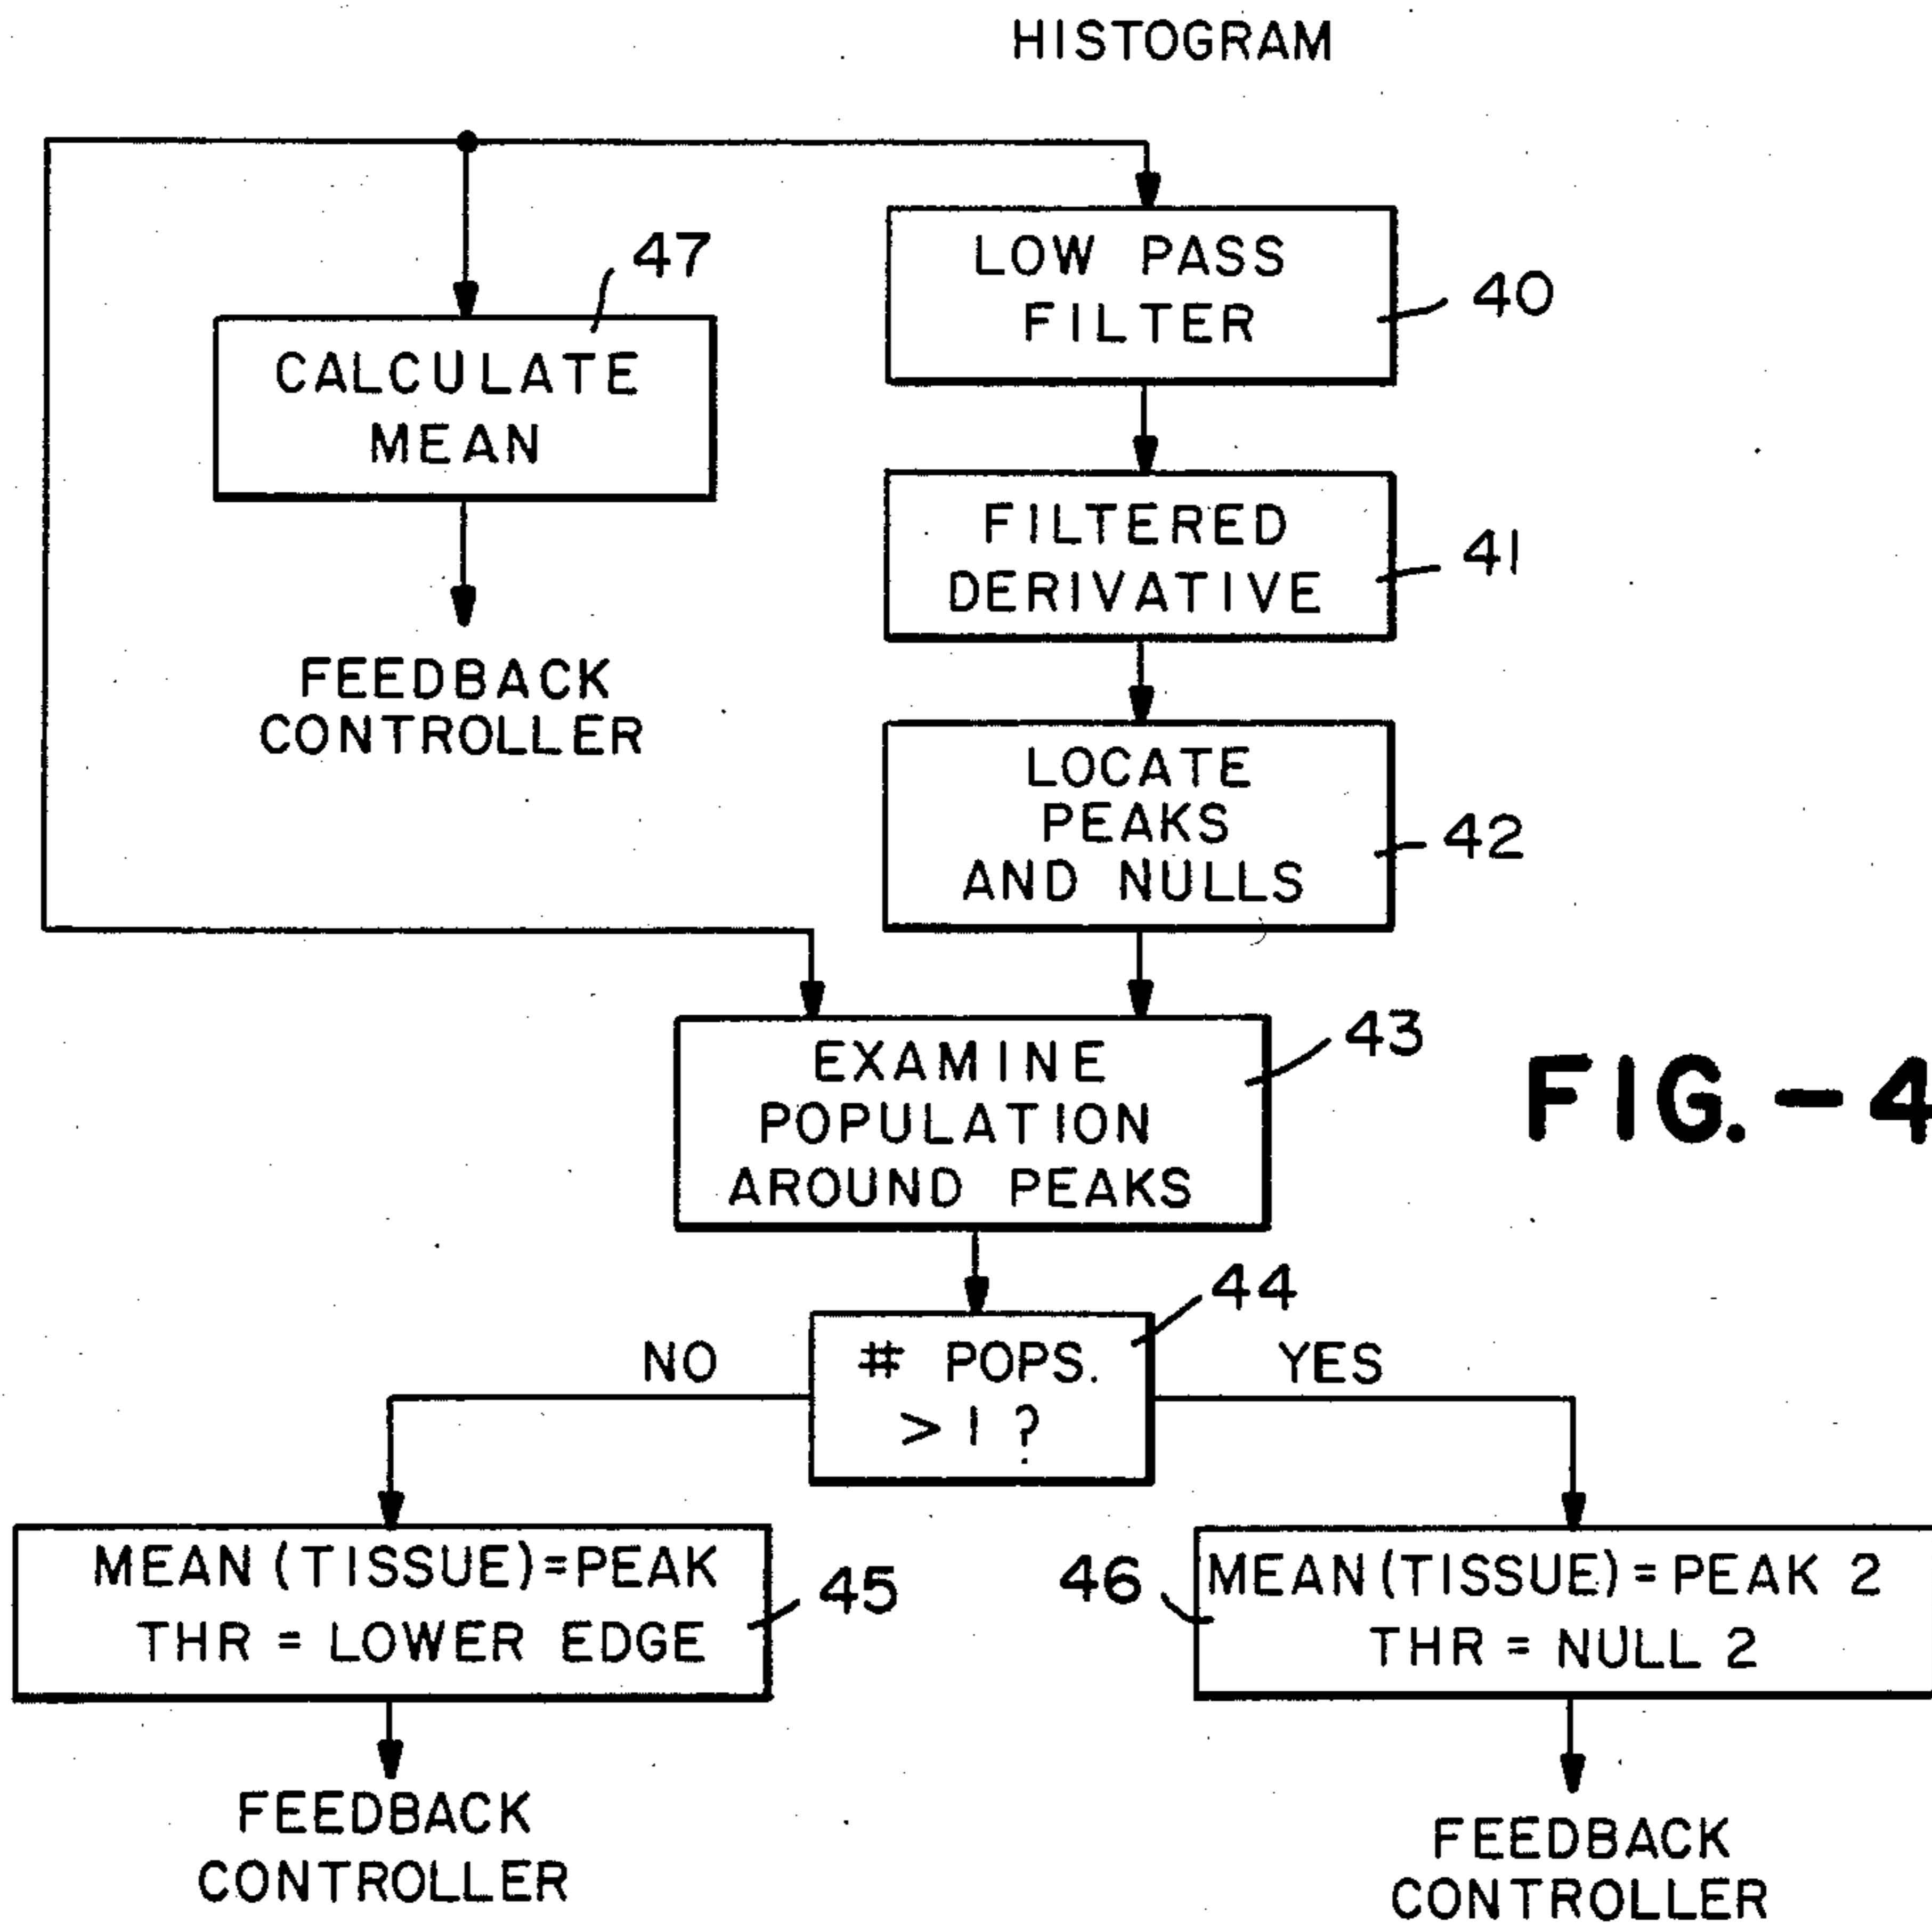 HISTOGRAM
47
LOW PASS
FILTER
40
CALCULATE
MEAN
FILTERED
DERIVATIVE
41
FEEDBACK
CONTROLLER
LOCATE
PEAKS
AND NULLS
42
EXAMINE
POPULATION
AROUND PEAKS
43
FIG.-4
44
NO
# POPS.
> 1 ?
YES
MEAN (TISSUE)=PEAK
THR = LOWER EDGE
45
46
MEAN (TISSUE) = PEAK 2
THR = NULL 2
FEEDBACK
CONTROLLER
FEEDBACK
CONTROLLER